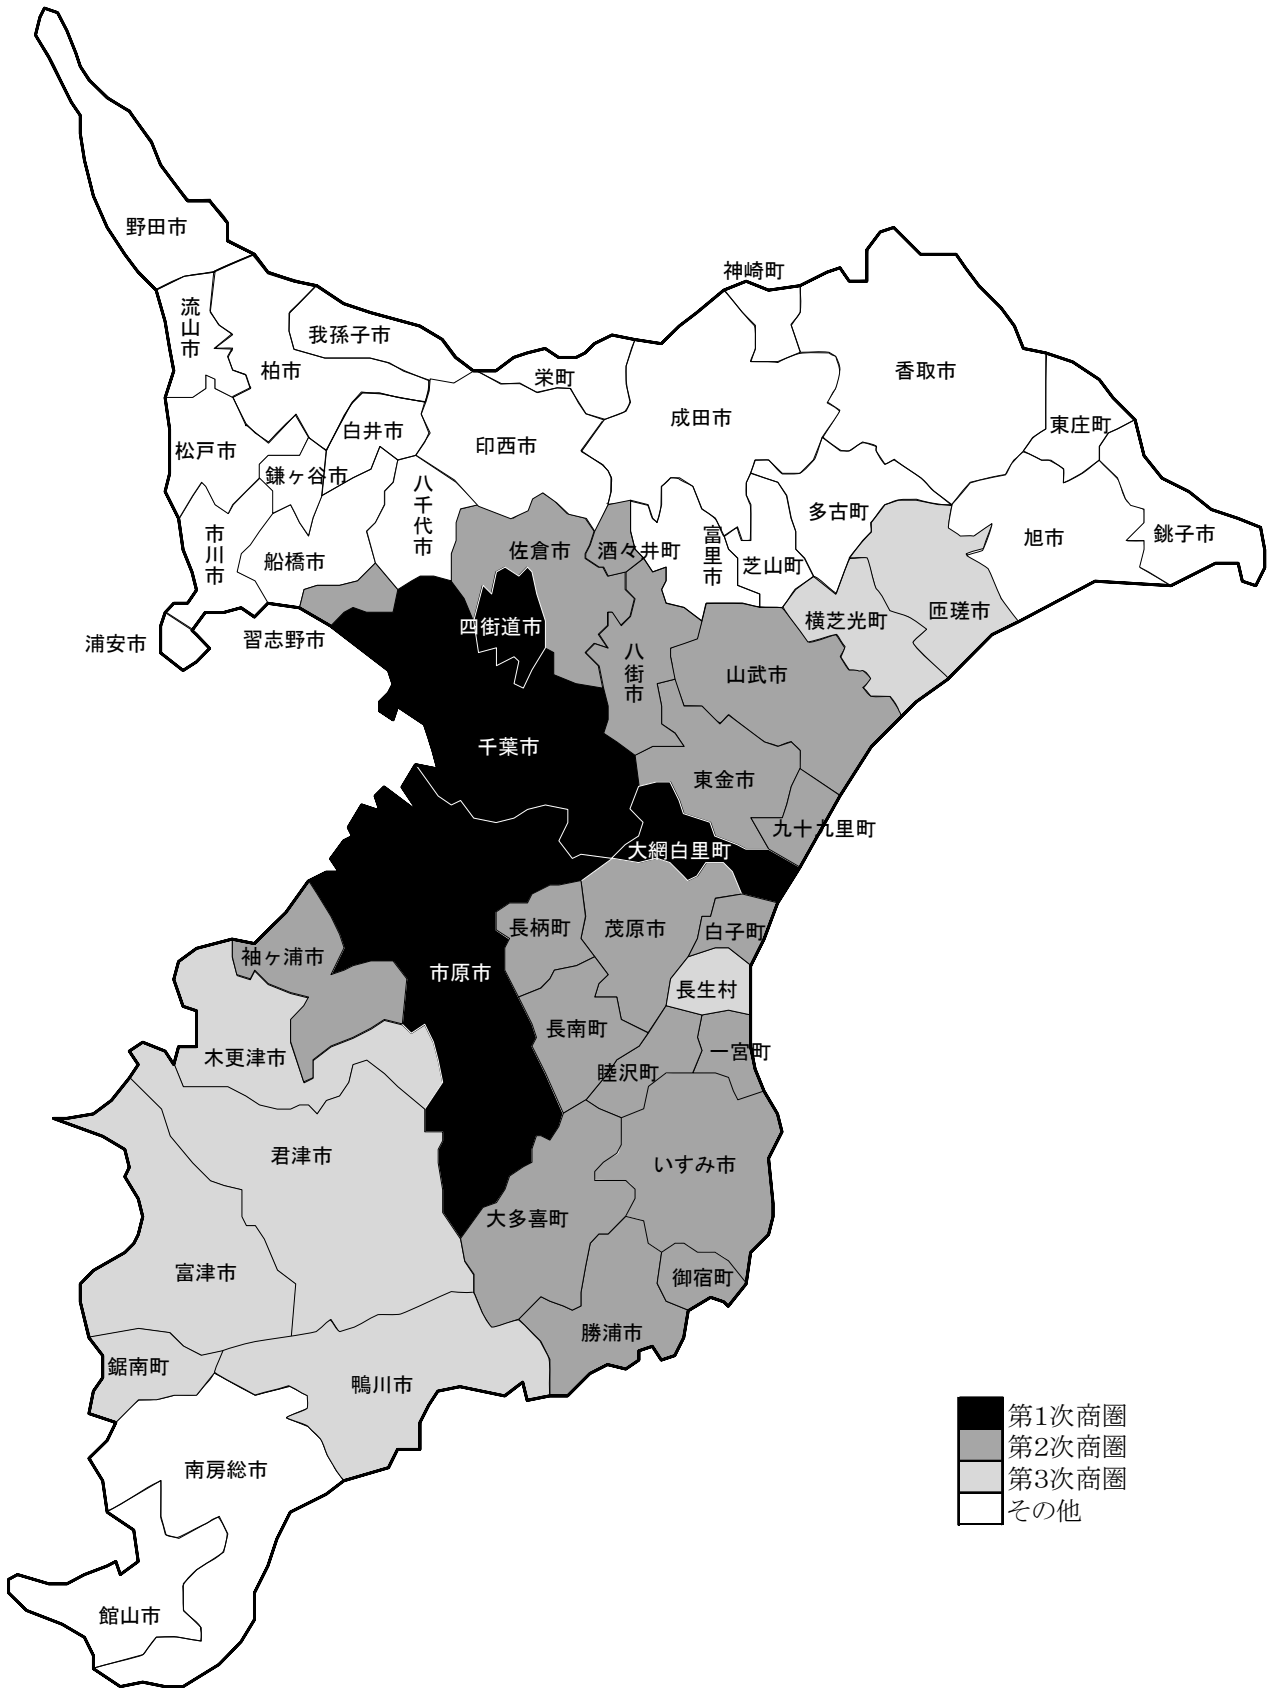 野田市
流山市
柏市
我孫子市
神崎町
栄町
成田市
香取市
東庄町
松戸市
鎌ヶ谷市
白井市
印西市
市川市
船橋市
八千代市
佐倉市
酒々井町
富里市
芝山町
多古町
旭市
銚子市
浦安市
習志野市
四街道市
八街市
横芝光町
匝瑳市
山武市
千葉市
東金市
九十九里町
大網白里町
袖ヶ浦市
市原市
長柄町
茂原市
白子町
長生村
木更津市
長南町
睦沢町
一宮町
君津市
いすみ市
大多喜町
富津市
御宿町
勝浦市
鋸南町
鴨川市
南房総市
館山市
第1次商圏
第2次商圏
第3次商圏
その他